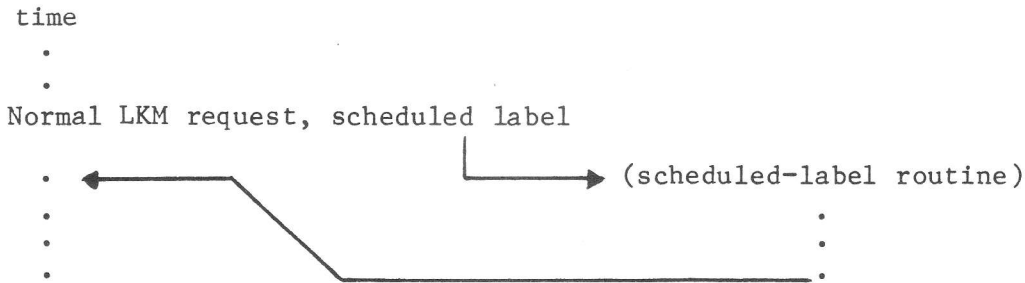 time
Normal LKM request, scheduled label
(scheduled-label routine)